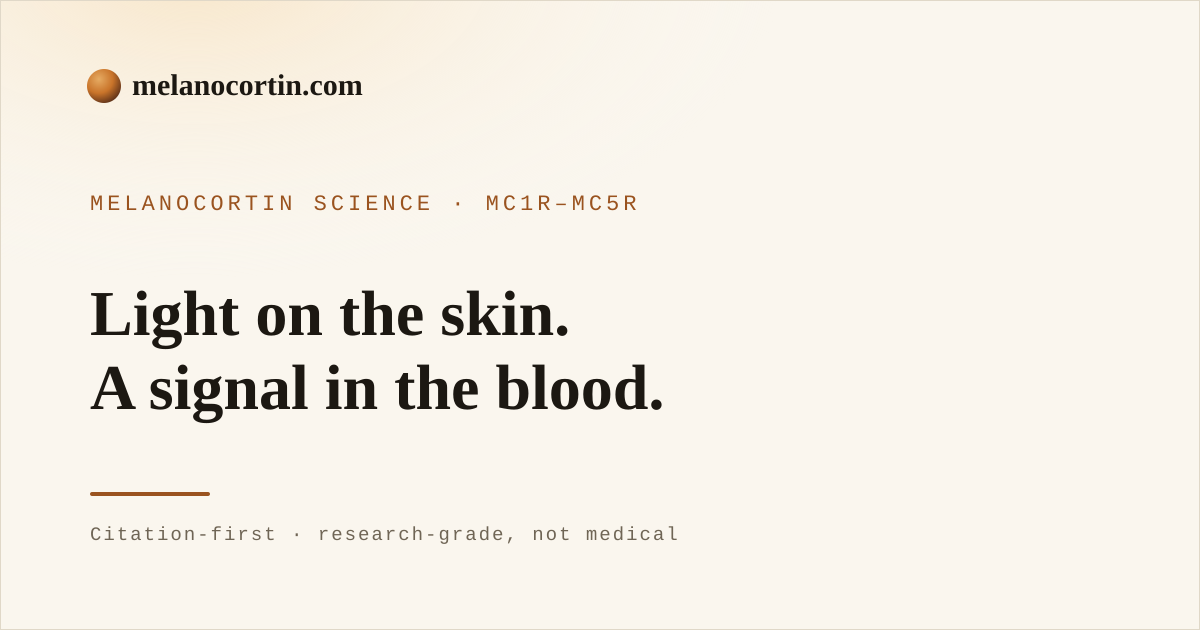 melanocortin.com
MELANOCORTIN SCIENCE · MC1R–MC5R
Light on the skin.
A signal in the blood.
Citation-first · research-grade, not medical